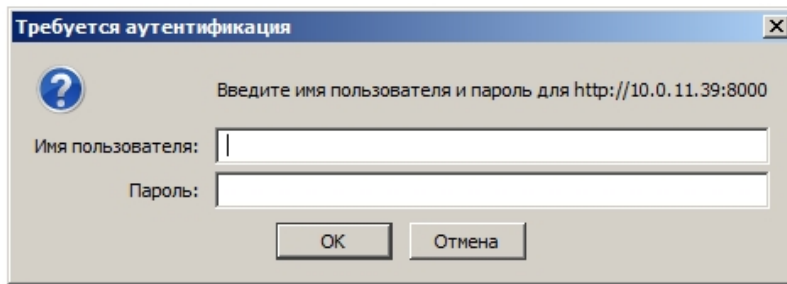 Требуется аутентификация
Введите имя пользователя и пароль для http://10.0.11.39:8000
Имя пользователя:
Пароль:
OK
Отмена